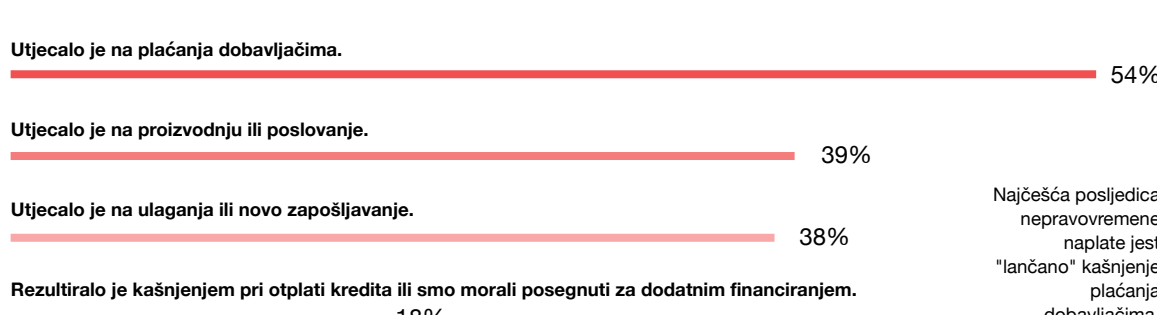 Utjecalo je na plaćanja dobavljačima.
54%
Utjecalo je na proizvodnju ili poslovanje.
39%
Utjecalo je na ulaganja ili novo zapošljavanje.
38%
Rezultiralo je kašnjenjem pri otplati kredita ili smo morali posegnuti za dodatnim financiranjem.
Najčešća posljedica
nepravovremene
naplate jest
"lančano" kašnjenje
plaćanja
dobavljačima